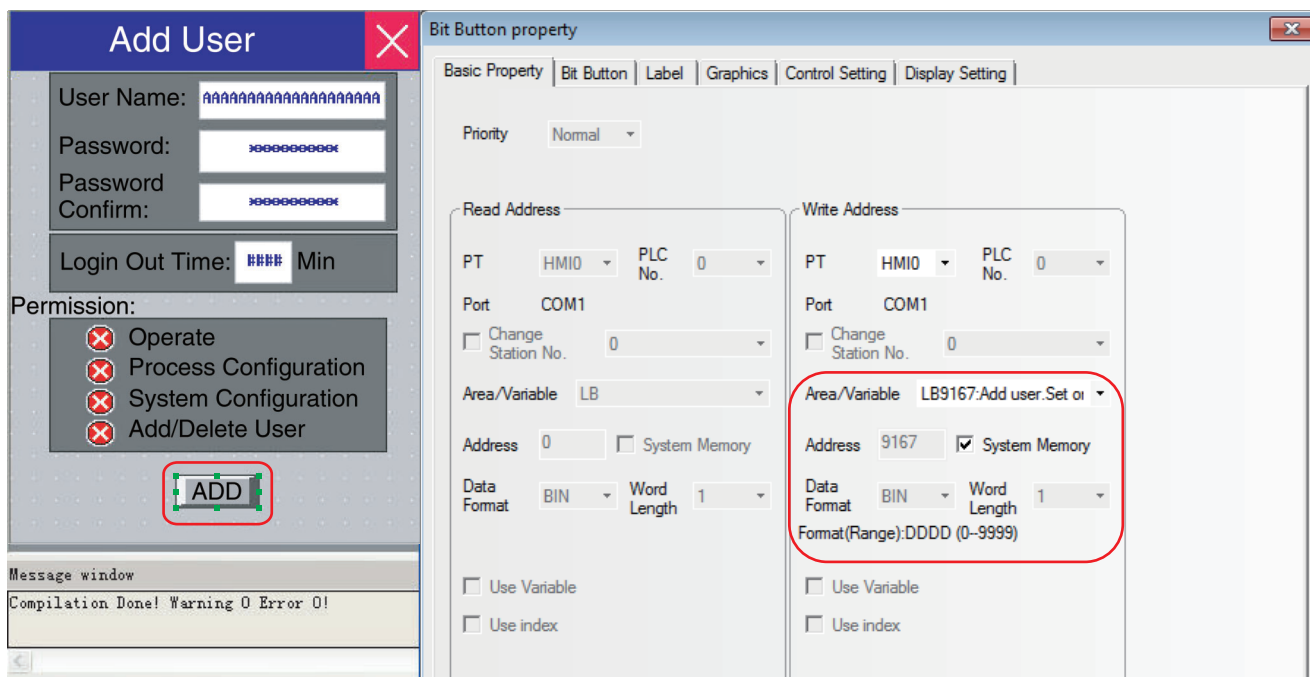 Add User
User Name: AAAAAAAAAAAAAAAAAAAA
Password: **********
Password
Confirm: **********
Login Out Time: #### Min
Permission:
Operate
Process Configuration
System Configuration
Add/Delete User
ADD
Message window
Compilation Done! Warning 0 Error 0!
Bit Button property
Basic Property Bit Button Label Graphics Control Setting Display Setting
Priority Normal
Read Address
PT HMI0 PLC No. 0
Port COM1
Change Station No. 0
Area/Variable LB
Address 0 System Memory
Data Format BIN Word Length 1
Use Variable
Use index
Write Address
PT HMI0 PLC No. 0
Port COM1
Change Station No. 0
Area/Variable LB9167:Add user.Set or
Address 9167 System Memory
Data Format BIN Word Length 1
Format(Range):DDDD (0--9999)
Use Variable
Use index